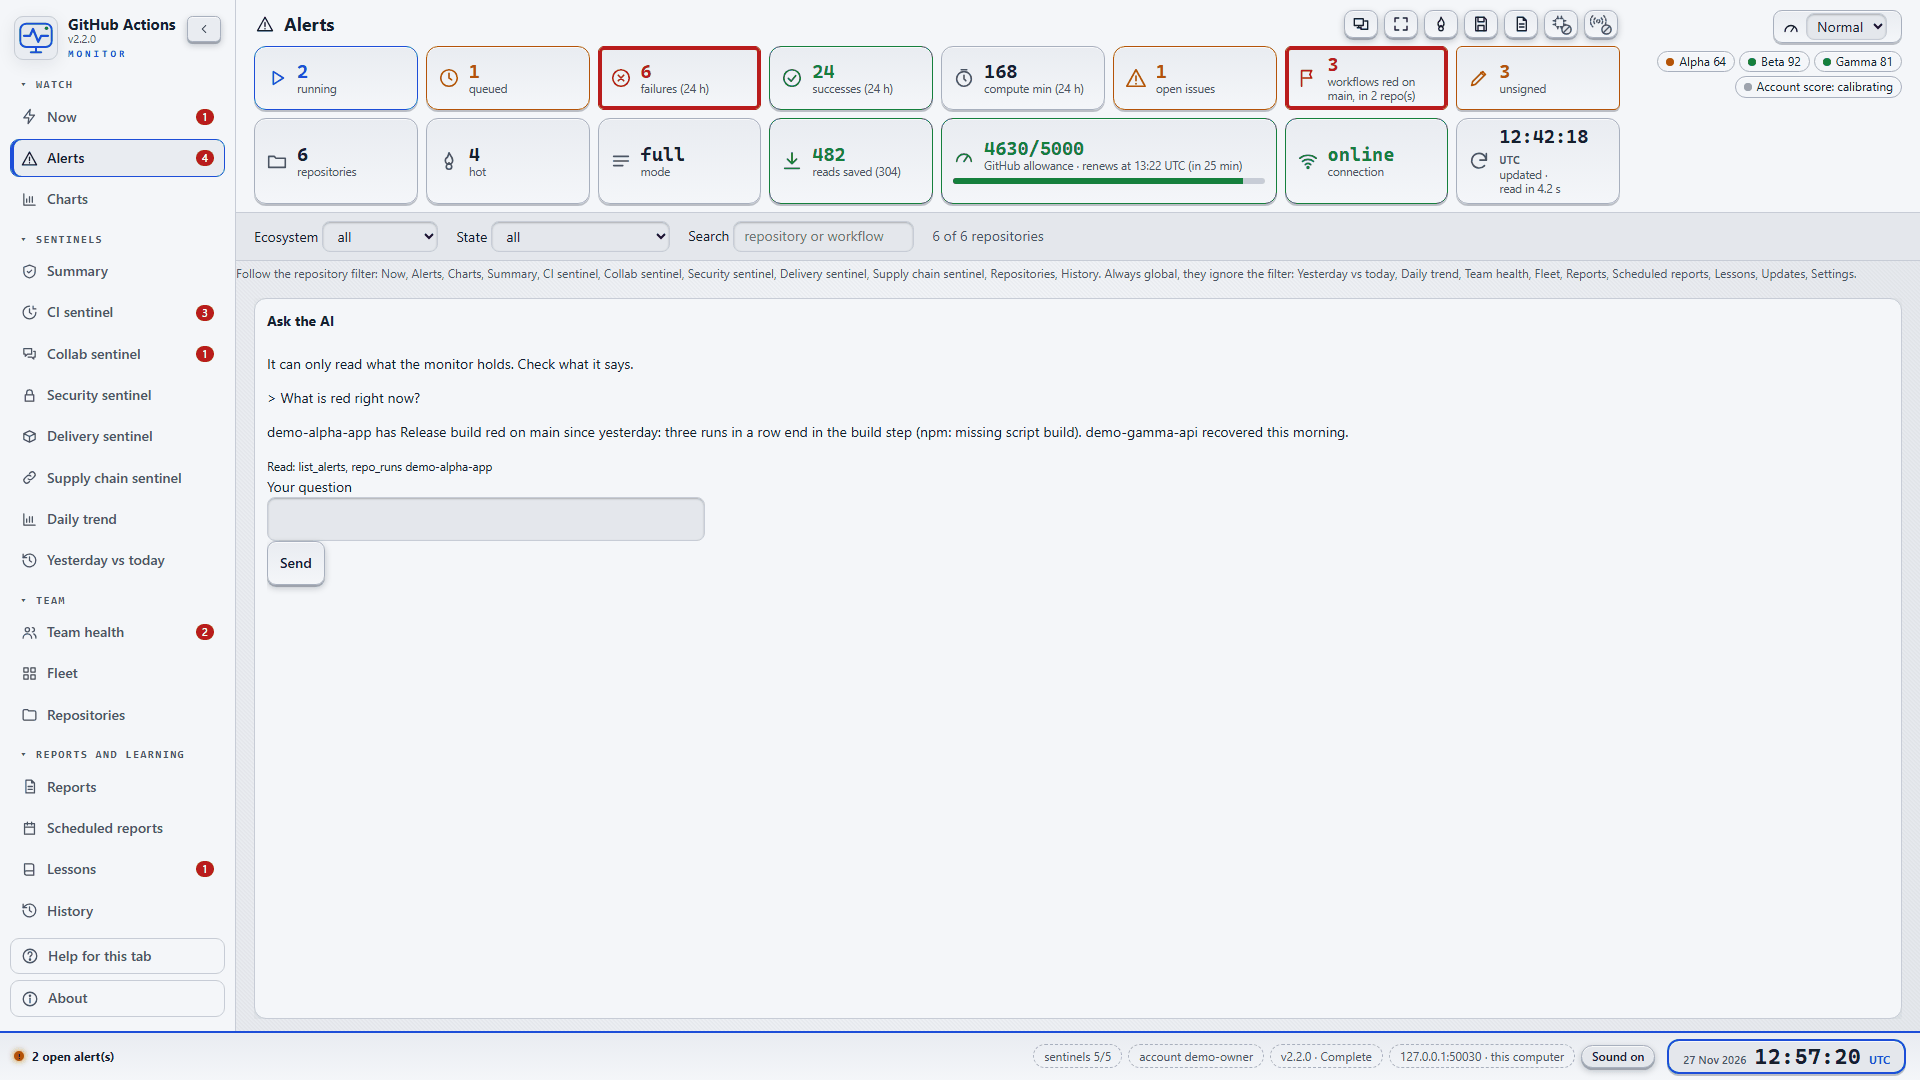 GitHub Actions
v2.2.0
MONITOR
WATCH
Now 1
Alerts 4
Charts
SENTINELS
Summary
CI sentinel 3
Collab sentinel 1
Security sentinel
Delivery sentinel
Supply chain sentinel
Daily trend
Yesterday vs today
TEAM
Team health 2
Fleet
Repositories
REPORTS AND LEARNING
Reports
Scheduled reports
Lessons 1
History
Help for this tab
About
Alerts
Normal
2
running
1
queued
6
failures (24 h)
24
successes (24 h)
168
compute min (24 h)
1
open issues
3
workflows red on
main, in 2 repo(s)
3
unsigned
Alpha 64
Beta 92
Gamma 81
Account score: calibrating
6
repositories
4
hot
full
mode
482
reads saved (304)
4630/5000
GitHub allowance · renews at 13:22 UTC (in 25 min)
online
connection
12:42:18
UTC
updated ·
read in 4.2 s
Ecosystem all State all Search repository or workflow 6 of 6 repositories
Follow the repository filter: Now, Alerts, Charts, Summary, CI sentinel, Collab sentinel, Security sentinel, Delivery sentinel, Supply chain sentinel, Repositories, History. Always global, they ignore the filter: Yesterday vs today, Daily trend, Team health, Fleet, Reports, Scheduled reports, Lessons, Updates, Settings.
Ask the AI
It can only read what the monitor holds. Check what it says.
> What is red right now?
demo-alpha-app has Release build red on main since yesterday: three runs in a row end in the build step (npm: missing script build). demo-gamma-api recovered this morning.
Read: list_alerts, repo_runs demo-alpha-app
Your question
Send
2 open alert(s)
sentinels 5/5
account demo-owner
v2.2.0 · Complete
127.0.0.1:50030 · this computer
Sound on
27 Nov 2026 12:57:20 UTC